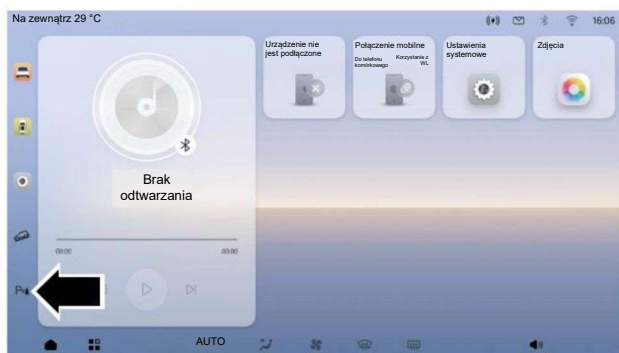 Na zewnątrz 29 °C
16:06
Urządzenie nie
jest podłączone
Połączenie mobilne
Do telefonu
komórkowego
Korzystanie z
WL
Ustawienia
systemowe
Zdjęcia
Brak
odtwarzania
00:00
00:00
P
AUTO